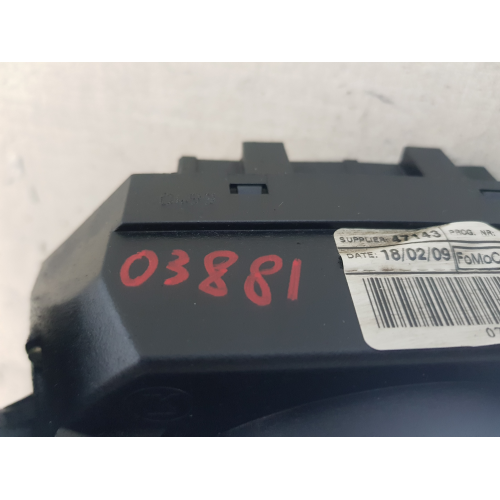 03881
SUPPLIER 47143 PROG. NR:
DATE: 18/02/09 FoMoC